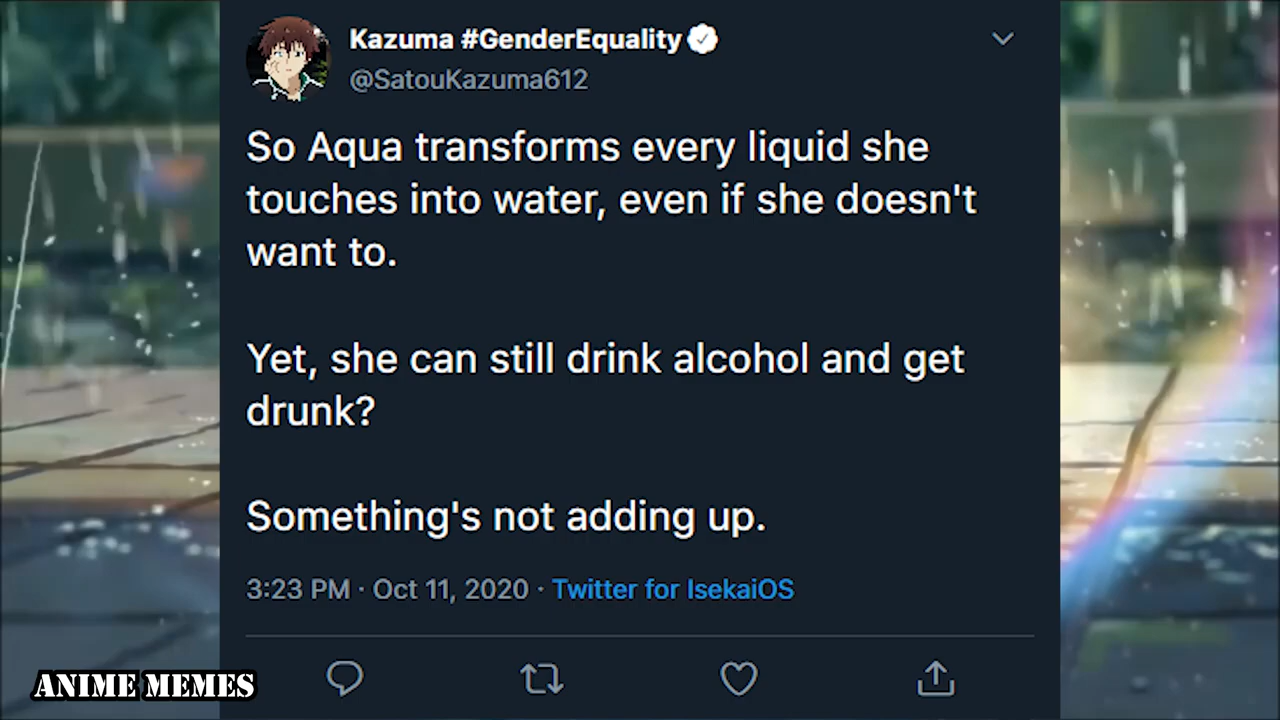 Kazuma #GenderEquality
@SatouKazuma612
So Aqua transforms every liquid she
touches into water, even if she doesn't
want to.
Yet, she can still drink alcohol and get
drunk?
Something's not adding up.
3:23 PM · Oct 11, 2020 · Twitter for IsekaiOS
ANIME MEMES